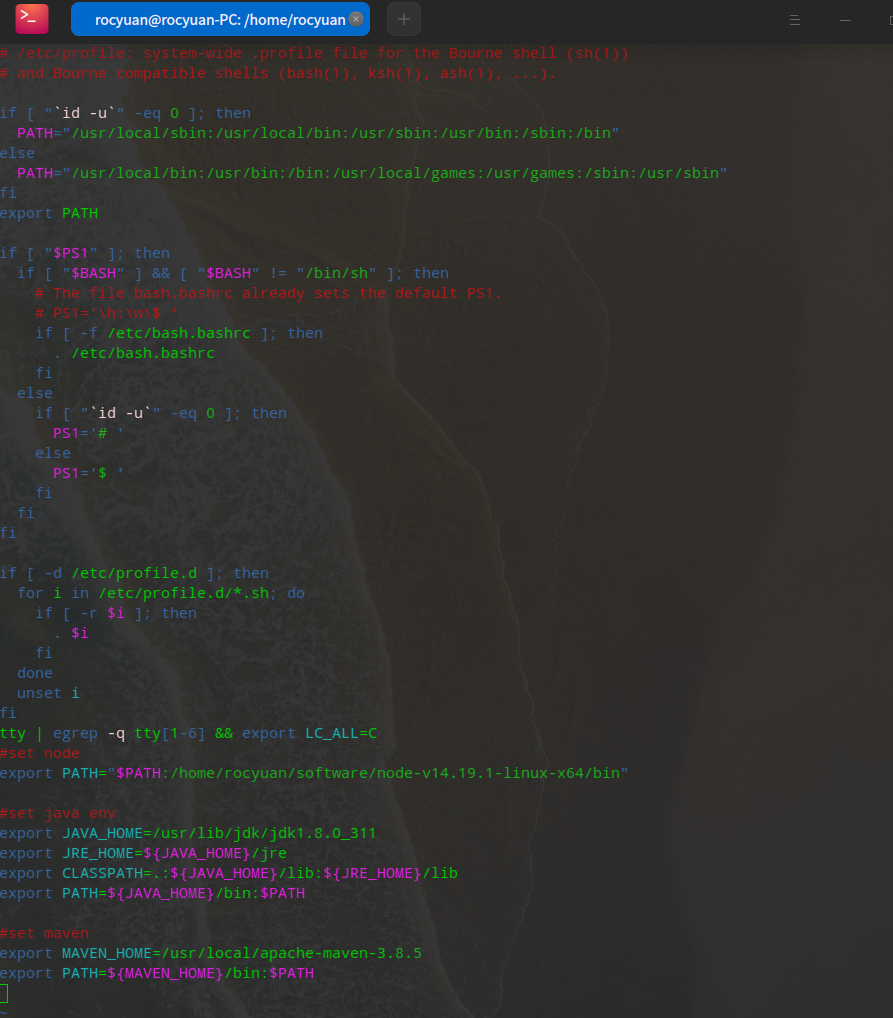 >_ rocyuan@rocyuan-PC: /home/rocyuan
# /etc/profile: system-wide .profile file for the Bourne shell (sh(1))
# and Bourne compatible shells (bash(1), ksh(1), ash(1), ...).
if [ "`id -u`" -eq 0 ]; then
  PATH="/usr/local/sbin:/usr/local/bin:/usr/sbin:/usr/bin:/sbin:/bin"
else
  PATH="/usr/local/bin:/usr/bin:/bin:/usr/local/games:/usr/games:/sbin:/usr/sbin"
fi
export PATH
if [ "$PS1" ]; then
  if [ "$BASH" ] && [ "$BASH" != "/bin/sh" ]; then
    # The file bash.bashrc already sets the default PS1.
    # PS1='\h:\w\$ '
    if [ -f /etc/bash.bashrc ]; then
      . /etc/bash.bashrc
    fi
  else
    if [ "`id -u`" -eq 0 ]; then
      PS1='# '
    else
      PS1='$ '
    fi
  fi
fi
if [ -d /etc/profile.d ]; then
  for i in /etc/profile.d/*.sh; do
    if [ -r $i ]; then
      . $i
    fi
  done
  unset i
fi
tty | egrep -q tty[1-6] && export LC_ALL=C
#set node
export PATH="$PATH:/home/rocyuan/software/node-v14.19.1-linux-x64/bin"
#set java env
export JAVA_HOME=/usr/lib/jdk/jdk1.8.0_311
export JRE_HOME=${JAVA_HOME}/jre
export CLASSPATH=.:${JAVA_HOME}/lib:${JRE_HOME}/lib
export PATH=${JAVA_HOME}/bin:$PATH
#set maven
export MAVEN_HOME=/usr/local/apache-maven-3.8.5
export PATH=${MAVEN_HOME}/bin:$PATH
~